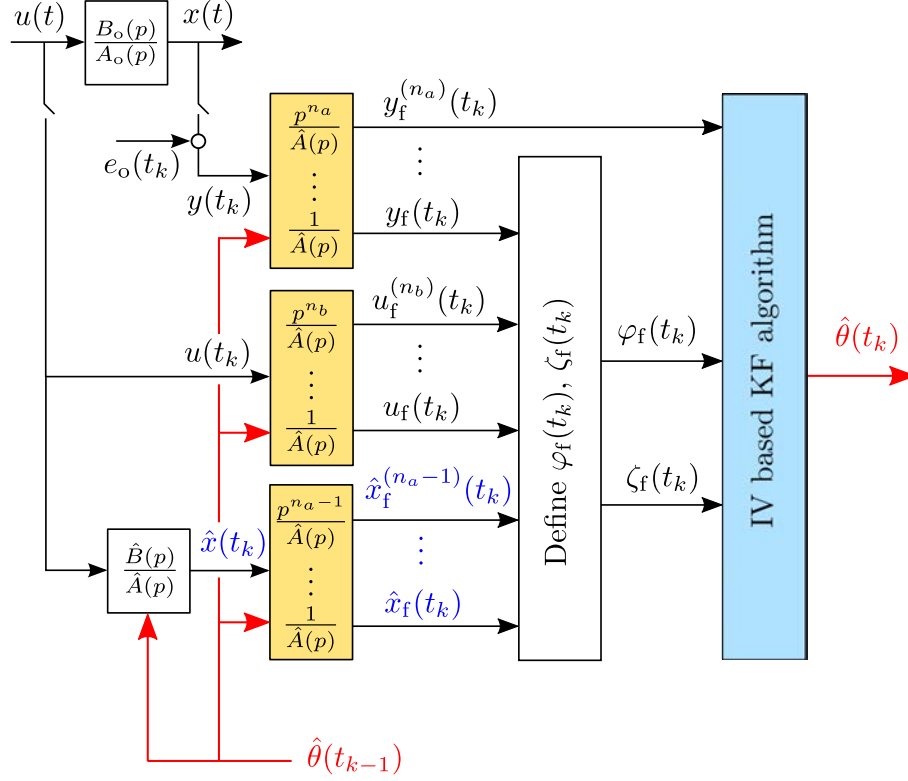 u(t)
x(t)
B_o(p)
A_o(p)
e_o(t_k)
y(t_k)
p^{n_a}
Â(p)
⋮
1
Â(p)
y_f^{(n_a)}(t_k)
⋮
y_f(t_k)
u(t_k)
p^{n_b}
Â(p)
⋮
1
Â(p)
u_f^{(n_b)}(t_k)
⋮
u_f(t_k)
B̂(p)
Â(p)
x̂(t_k)
p^{n_a−1}
Â(p)
⋮
1
Â(p)
x̂_f^{(n_a−1)}(t_k)
⋮
x̂_f(t_k)
Define φ_f(t_k), ζ_f(t_k)
φ_f(t_k)
ζ_f(t_k)
IV based KF algorithm
θ̂(t_k)
θ̂(t_{k−1})